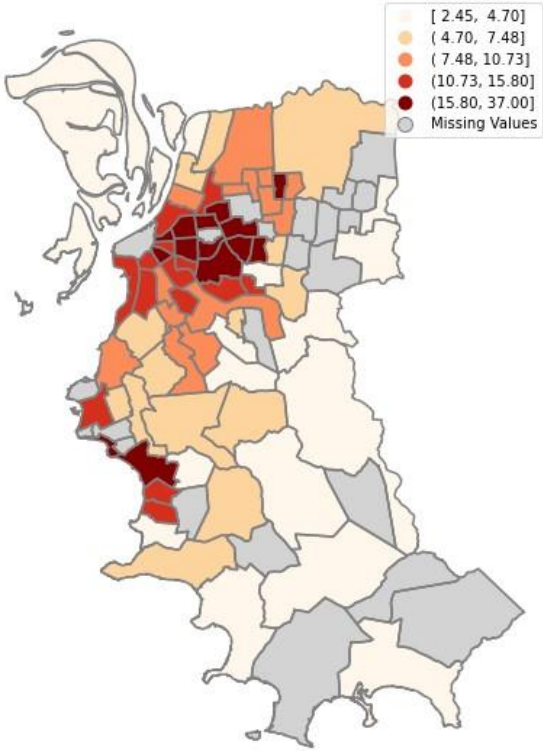 [ 2.45,  4.70]
( 4.70,  7.48]
( 7.48, 10.73]
(10.73, 15.80]
(15.80, 37.00]
Missing Values